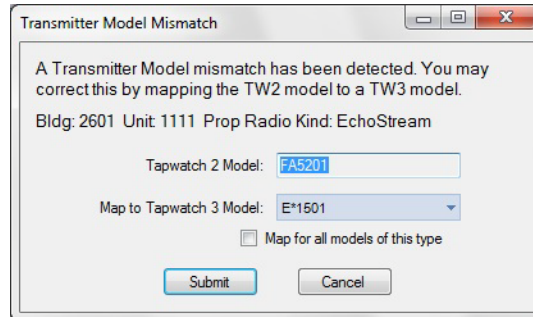 Transmitter Model Mismatch
A Transmitter Model mismatch has been detected. You may
correct this by mapping the TW2 model to a TW3 model.
Bldg: 2601 Unit: 1111 Prop Radio Kind: EchoStream
Tapwatch 2 Model: FA5201
Map to Tapwatch 3 Model: E*1501
Map for all models of this type
Submit Cancel